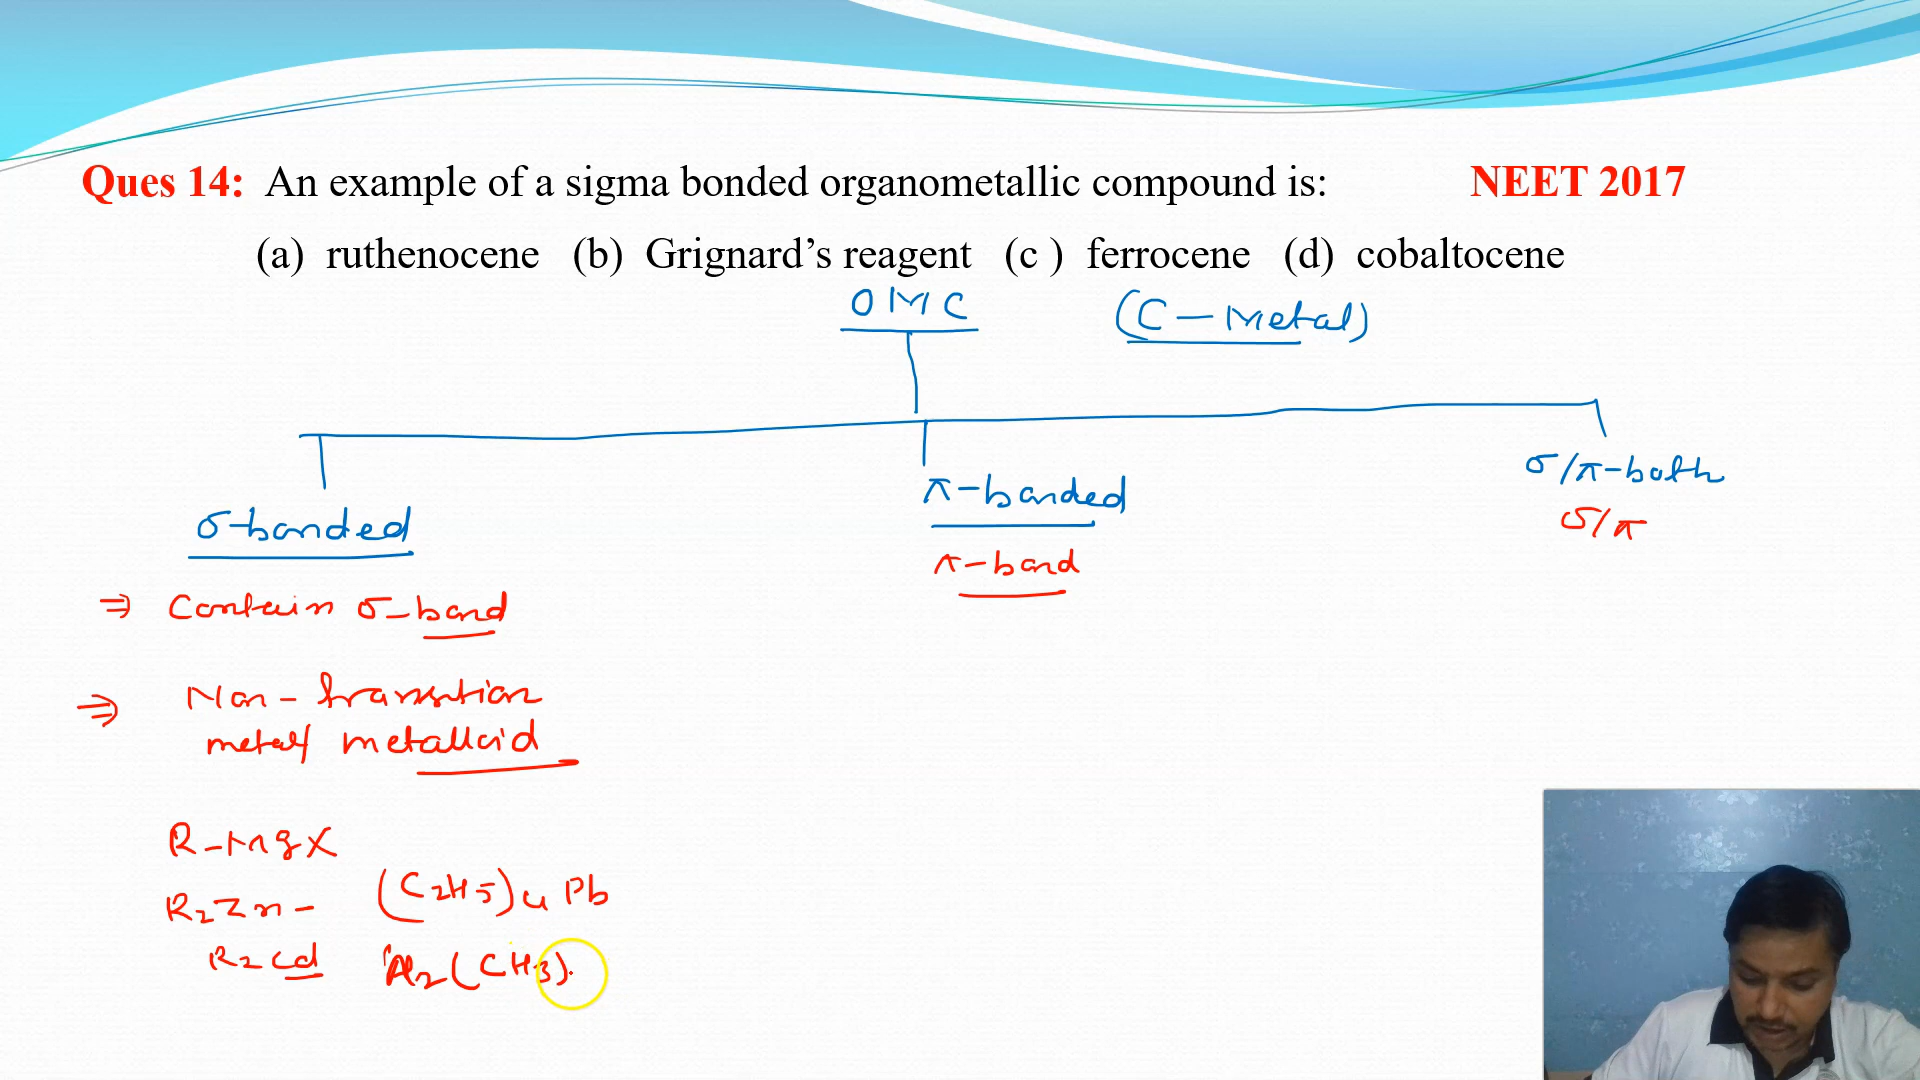 Ques 14: An example of a sigma bonded organometallic compound is: NEET 2017
(a) ruthenocene (b) Grignard’s reagent (c ) ferrocene (d) cobaltocene
OMC (C – Metal)
σ-bonded π-bonded σ/π-both
π-bond σ/π
⇒ Contain σ-bond
⇒ Non-transition
metal/ metalloid
R-MgX
R2Zn - (C2H5)4 Pb
R2Cd Al2(CH3)